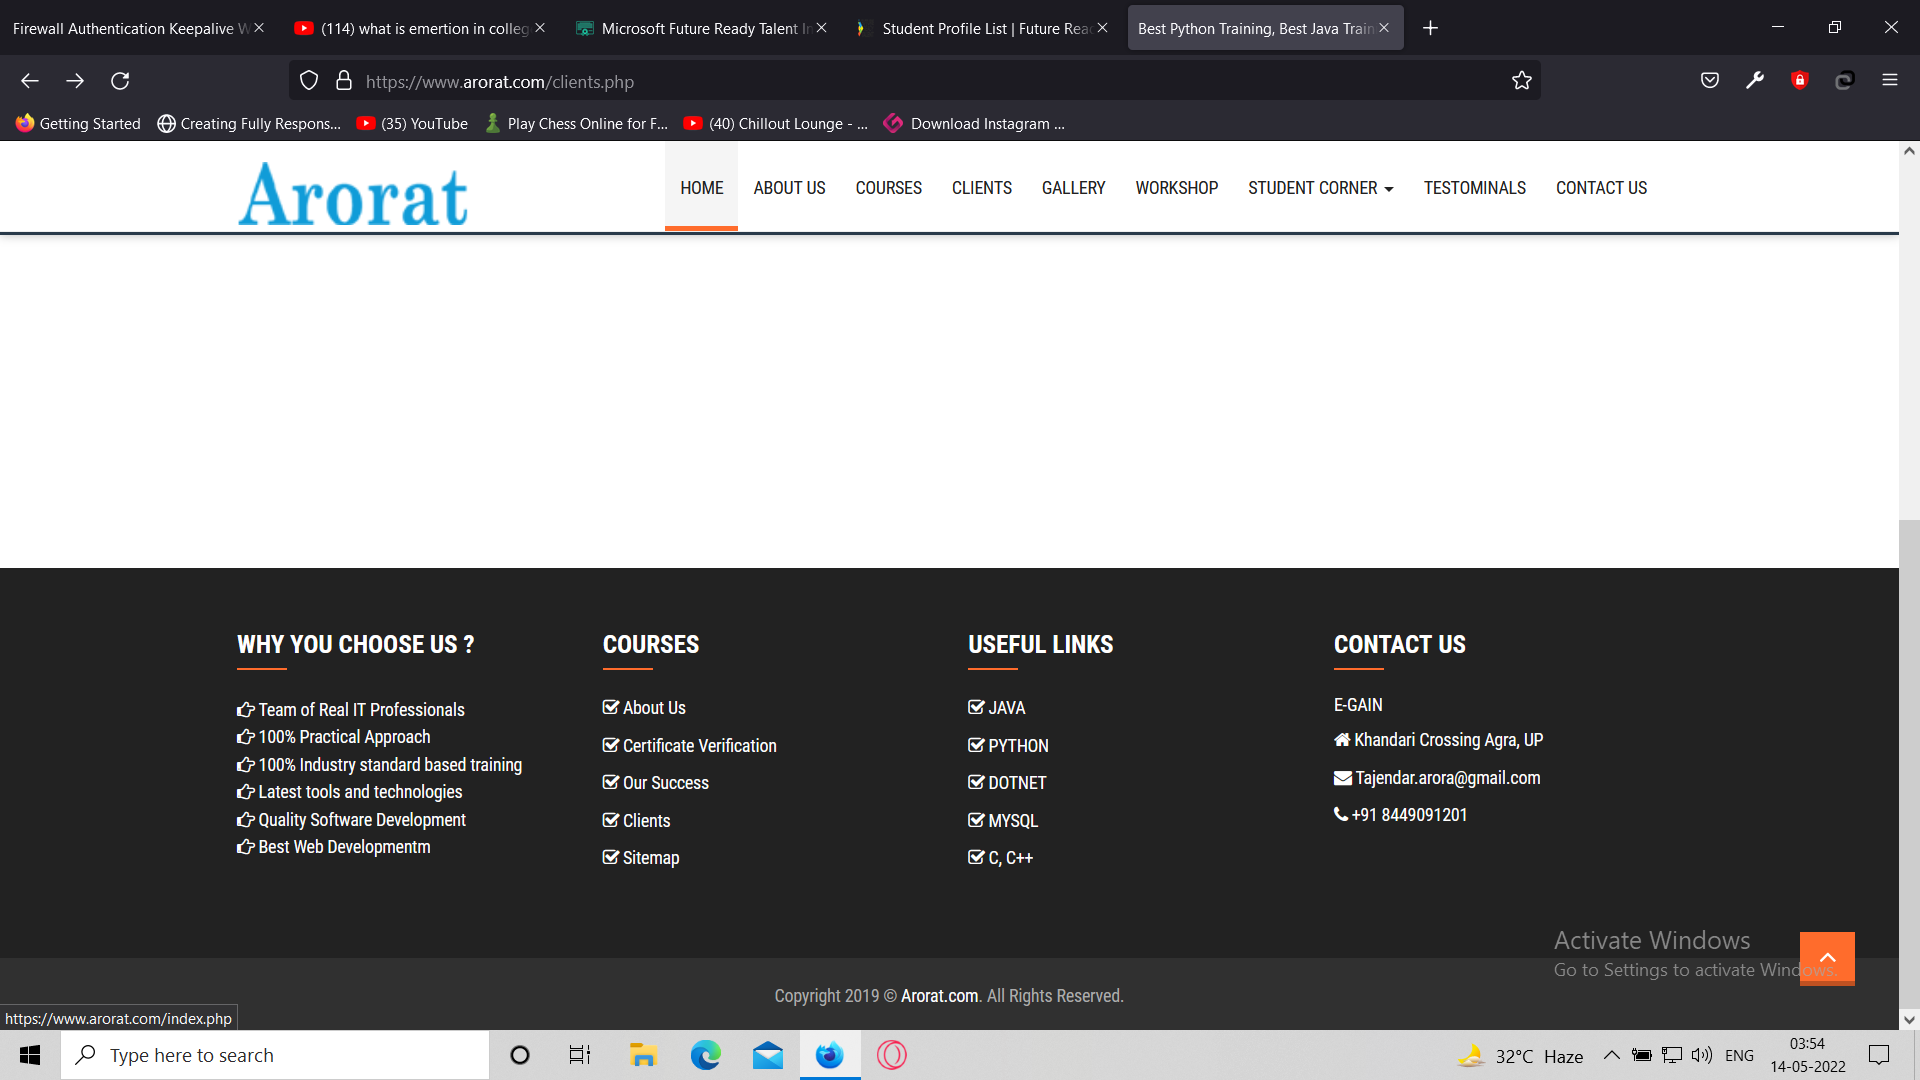 Firewall Authentication Keepalive W
(114) what is emertion in colleg
Microsoft Future Ready Talent In
Student Profile List | Future Read
Best Python Training, Best Java Train
https://www.arorat.com/clients.php
Getting Started
Creating Fully Respons...
(35) YouTube
Play Chess Online for F...
(40) Chillout Lounge - ...
Download Instagram ...
Arorat
HOME
ABOUT US
COURSES
CLIENTS
GALLERY
WORKSHOP
STUDENT CORNER
TESTOMINALS
CONTACT US
WHY YOU CHOOSE US ?
Team of Real IT Professionals
100% Practical Approach
100% Industry standard based training
Latest tools and technologies
Quality Software Development
Best Web Developmentm
COURSES
About Us
Certificate Verification
Our Success
Clients
Sitemap
USEFUL LINKS
JAVA
PYTHON
DOTNET
MYSQL
C, C++
CONTACT US
E-GAIN
Khandari Crossing Agra, UP
Tajendar.arora@gmail.com
+91 8449091201
Activate Windows
Go to Settings to activate Windows.
Copyright 2019 © Arorat.com. All Rights Reserved.
https://www.arorat.com/index.php
Type here to search
32°C Haze
ENG
03:54
14-05-2022